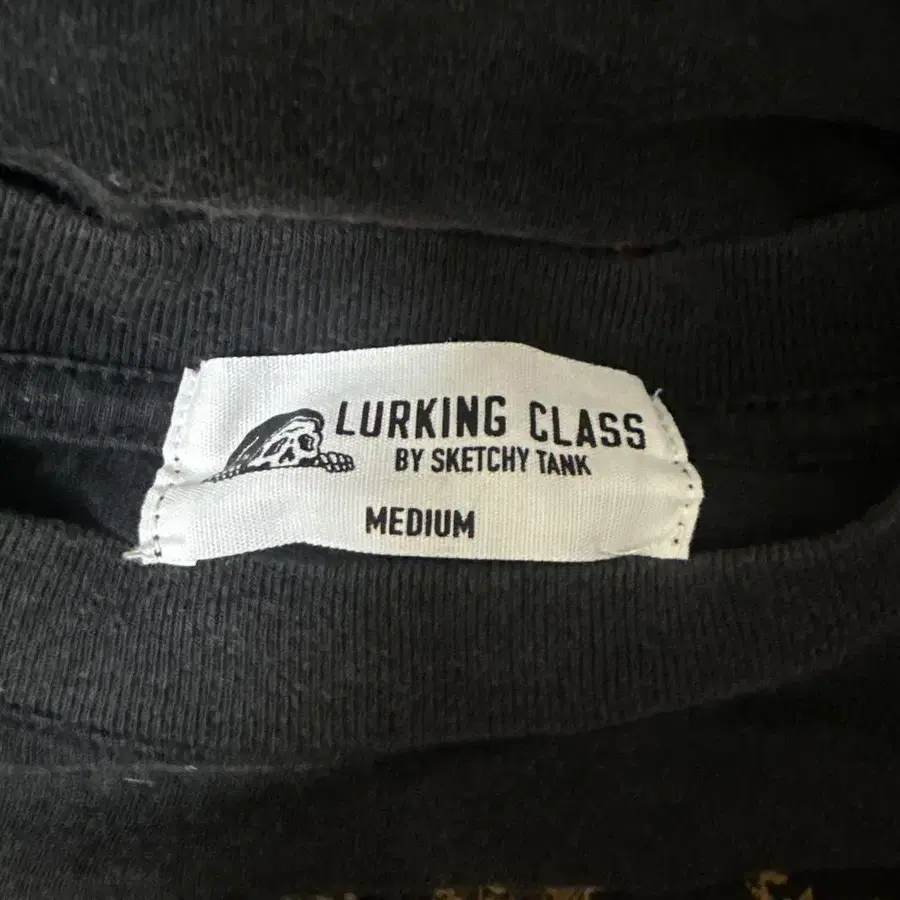 LURKING CLASS
BY SKETCHY TANK
MEDIUM